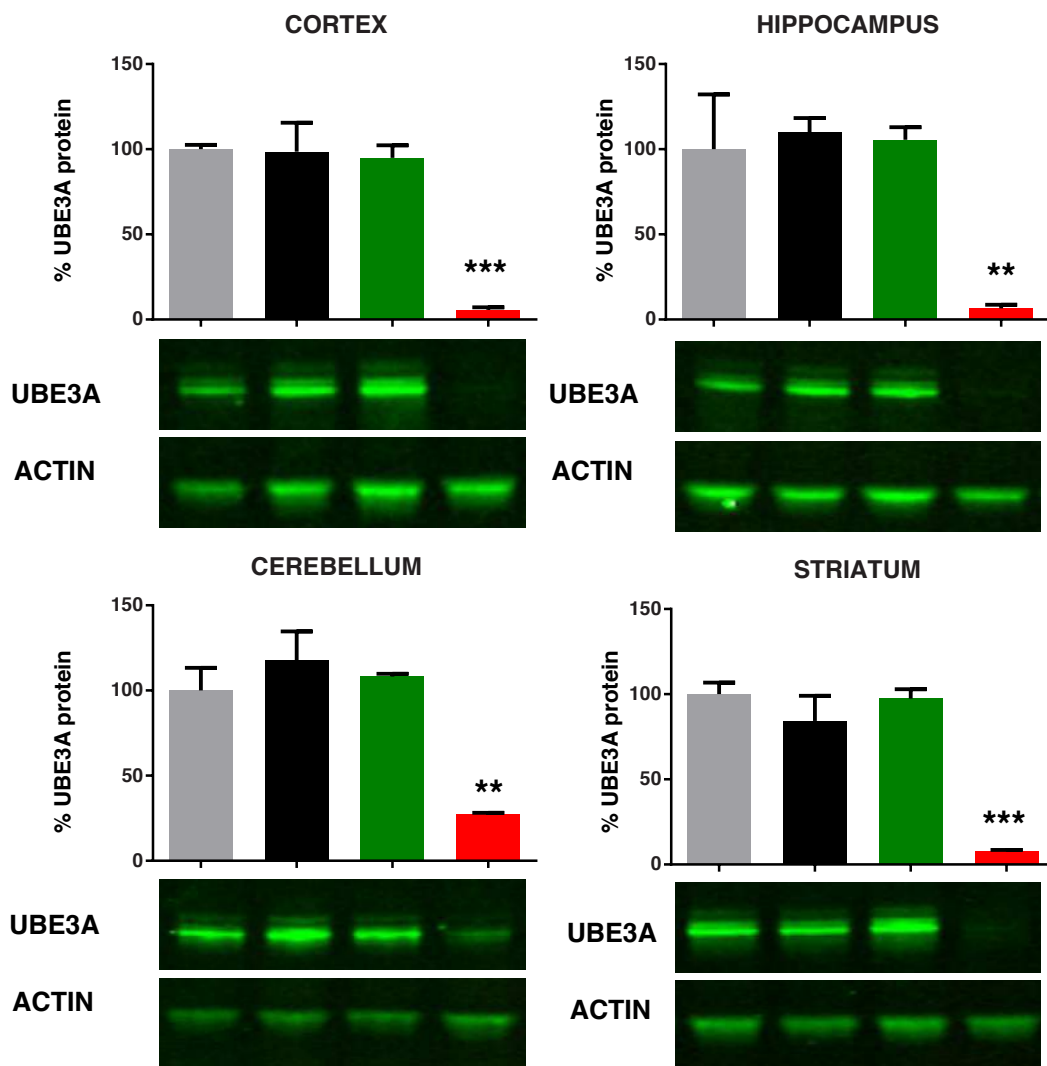 CORTEX
% UBE3A protein
150
100
50
0
***
UBE3A
ACTIN
HIPPOCAMPUS
% UBE3A protein
150
100
50
0
**
UBE3A
ACTIN
CEREBELLUM
% UBE3A protein
150
100
50
0
**
UBE3A
ACTIN
STRIATUM
% UBE3A protein
150
100
50
0
***
UBE3A
ACTIN